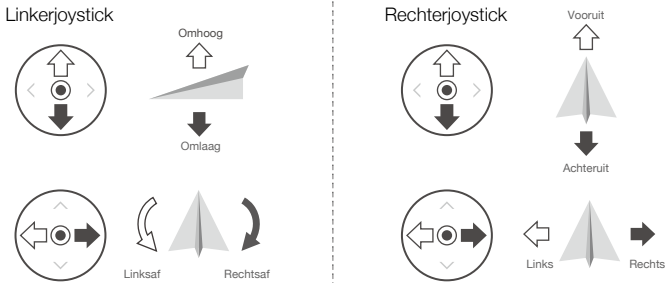 Linkerjoystick
Omhoog
Omlaag
Linksaf
Rechtsaf
Rechterjoystick
Vooruit
Achteruit
Links
Rechts